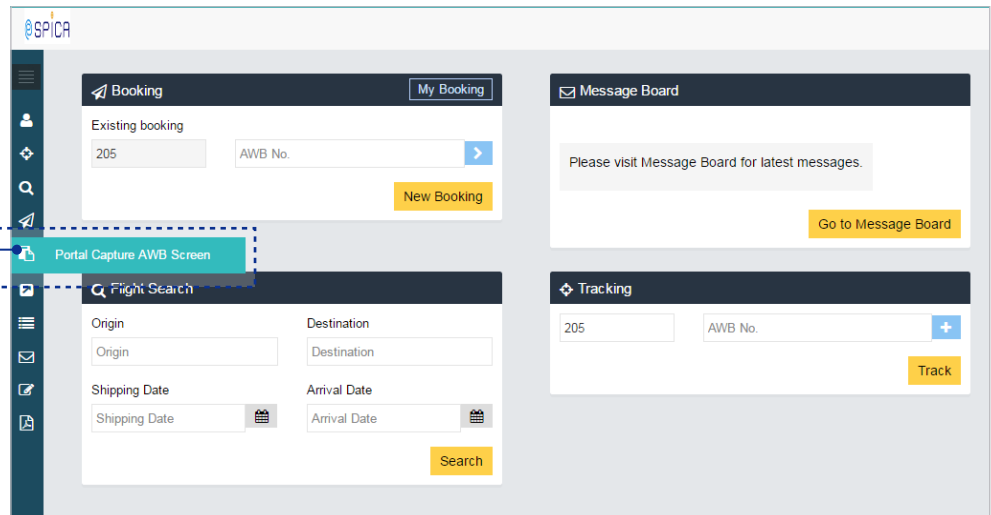 SPICA
Booking
My Booking
Existing booking
205
AWB No.
New Booking
Message Board
Please visit Message Board for latest messages.
Go to Message Board
Portal Capture AWB Screen
Flight Search
Origin
Destination
Origin
Destination
Shipping Date
Arrival Date
Shipping Date
Arrival Date
Search
Tracking
205
AWB No.
Track